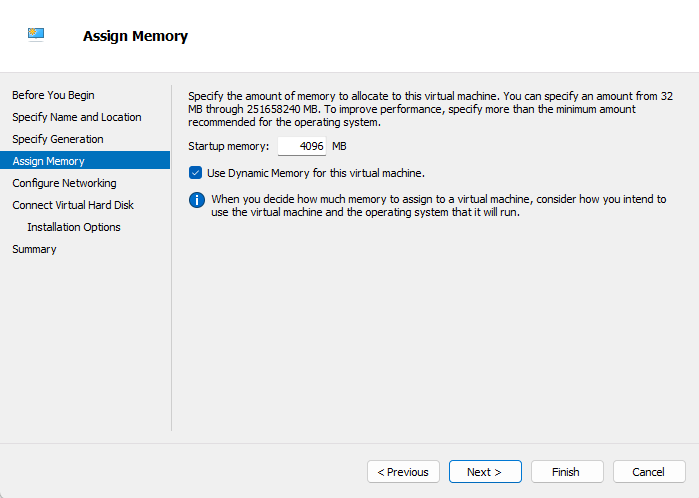 Assign Memory
Before You Begin
Specify Name and Location
Specify Generation
Assign Memory
Configure Networking
Connect Virtual Hard Disk
Installation Options
Summary
Specify the amount of memory to allocate to this virtual machine. You can specify an amount from 32
MB through 251658240 MB. To improve performance, specify more than the minimum amount
recommended for the operating system.
Startup memory: 4096 MB
Use Dynamic Memory for this virtual machine.
When you decide how much memory to assign to a virtual machine, consider how you intend to
use the virtual machine and the operating system that it will run.
< Previous Next > Finish Cancel